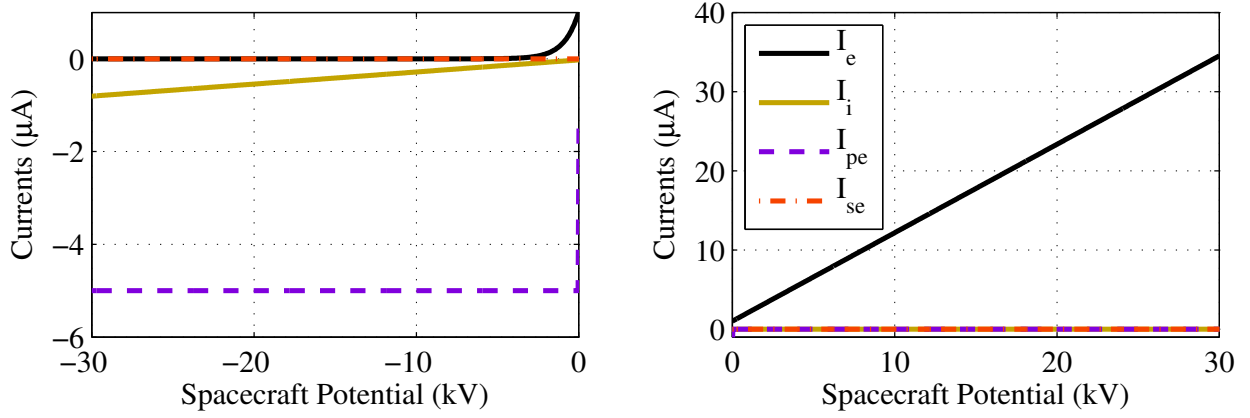 0
−2
−4
−6
Currents (μA)
−30
−20
−10
0
Spacecraft Potential (kV)
40
30
20
10
0
Currents (μA)
I_e
I_i
I_pe
I_se
0
10
20
30
Spacecraft Potential (kV)